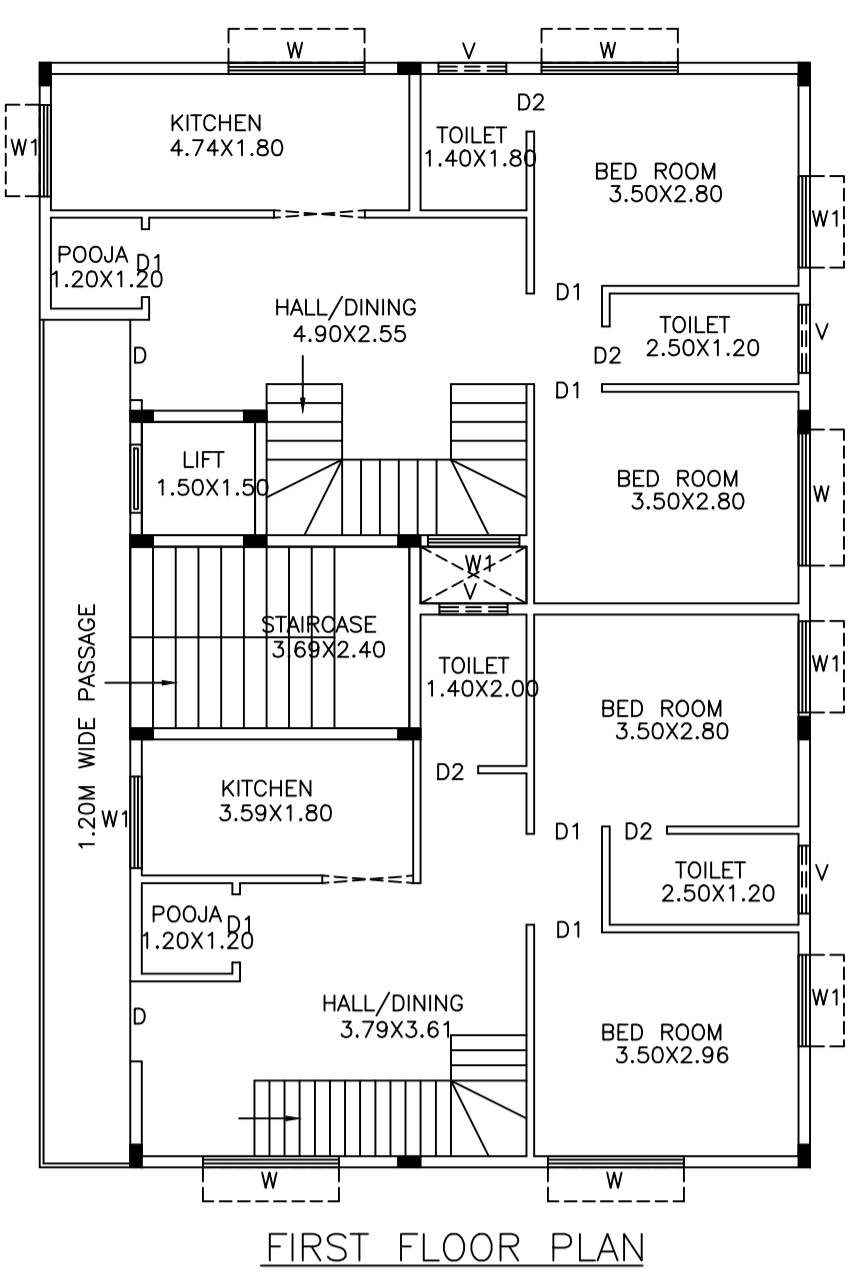 W
V
W
D2
KITCHEN
4.74X1.80
TOILET
1.40X1.80
W1
BED ROOM
3.50X2.80
W1
POOJA
1.20X1.20
D1
HALL/DINING
4.90X2.55
D1
TOILET
2.50X1.20
V
D
D2
D1
LIFT
1.50X1.50
BED ROOM
3.50X2.80
W
W1
V
STAIRCASE
3.69X2.40
1.20M WIDE PASSAGE
TOILET
1.40X2.00
W1
BED ROOM
3.50X2.80
D2
KITCHEN
3.59X1.80
W1
D1
D2
TOILET
2.50X1.20
V
POOJA
1.20X1.20
D1
D1
HALL/DINING
3.79X3.61
D
W1
BED ROOM
3.50X2.96
W
W
FIRST FLOOR PLAN